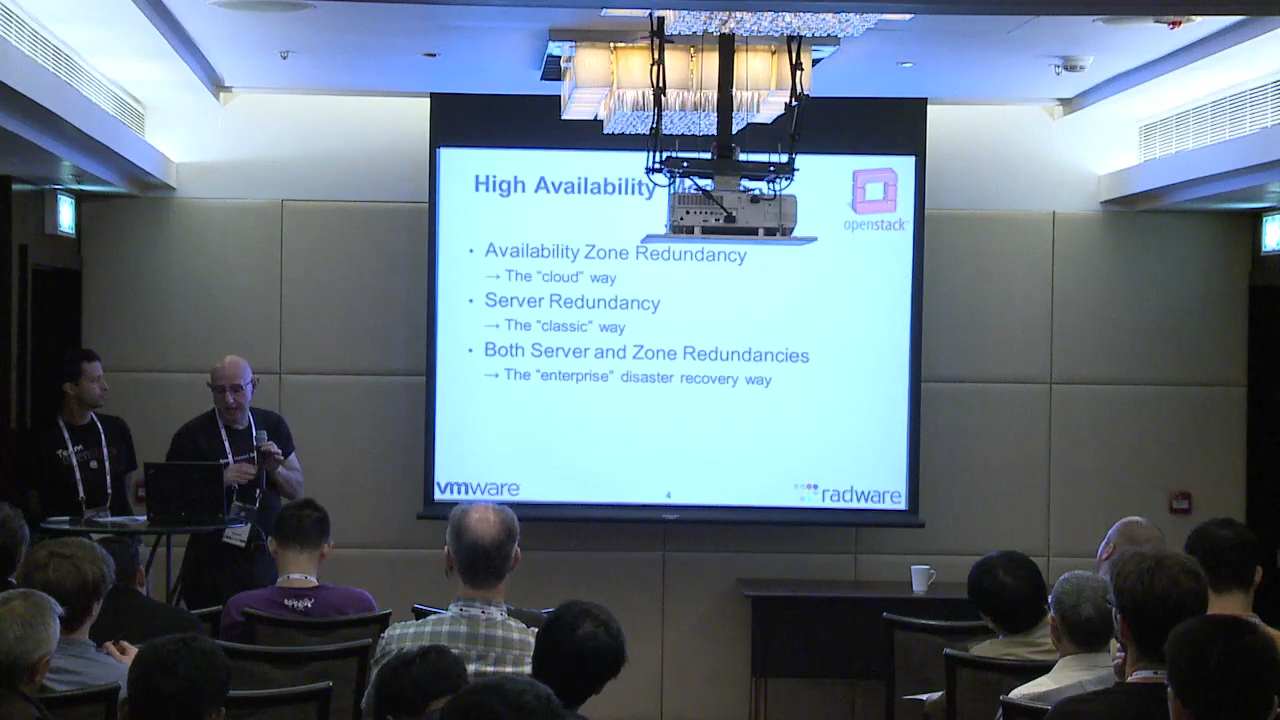 High Availability
openstack
• Availability Zone Redundancy
→ The "cloud" way
• Server Redundancy
→ The "classic" way
• Both Server and Zone Redundancies
→ The "enterprise" disaster recovery way
vmware
4
radware
Team